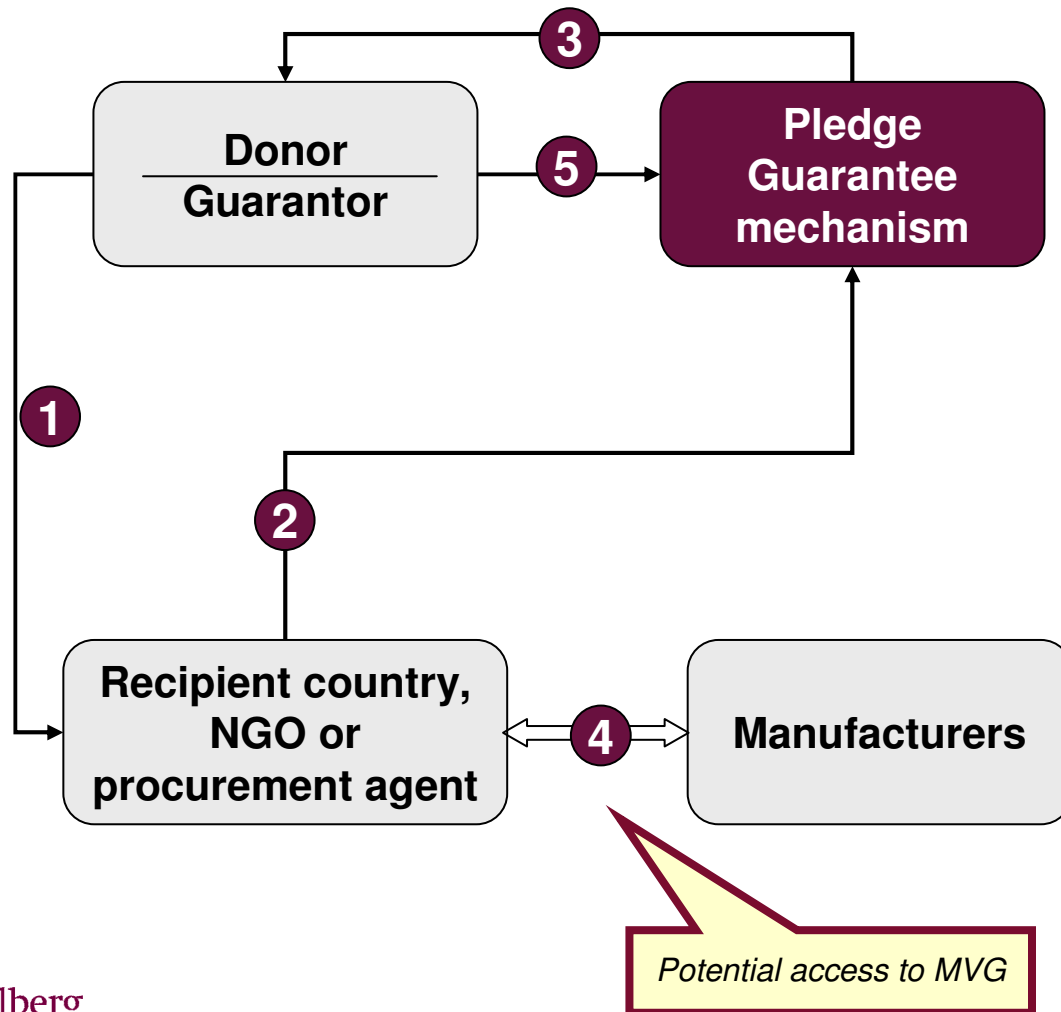 3
Donor
Guarantor
5
Pledge
Guarantee
mechanism
1
2
Recipient country,
NGO or
procurement agent
4
Manufacturers
Potential access to MVG
lberg